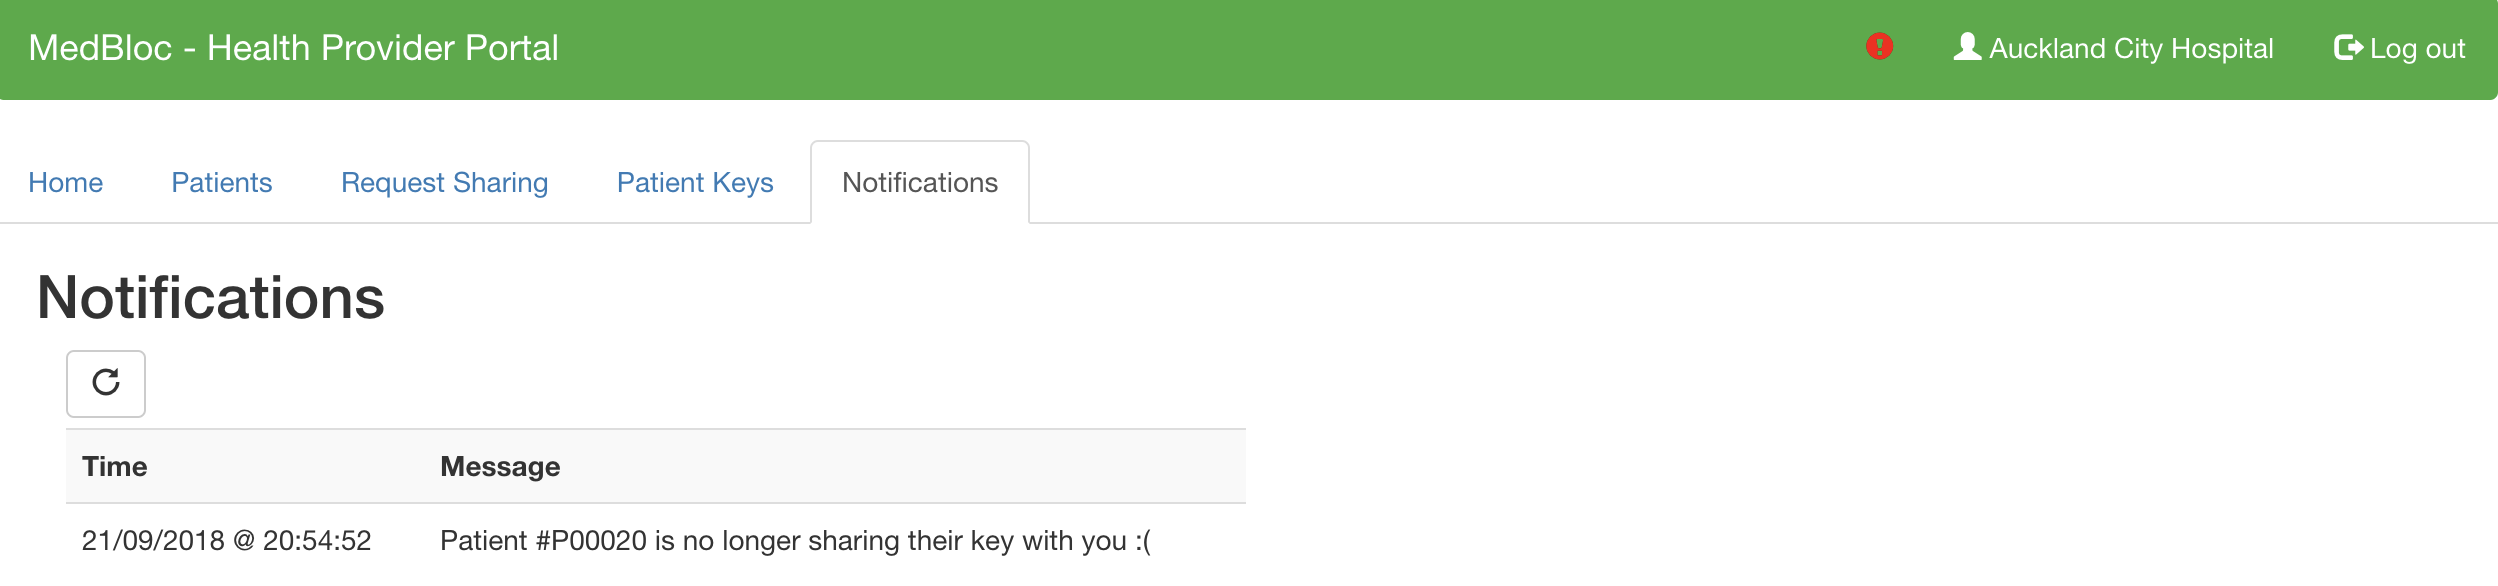 MedBloc - Health Provider Portal
! Auckland City Hospital Log out
Home Patients Request Sharing Patient Keys Notifications
Notifications
Time Message
21/09/2018 @ 20:54:52 Patient #P00020 is no longer sharing their key with you :(